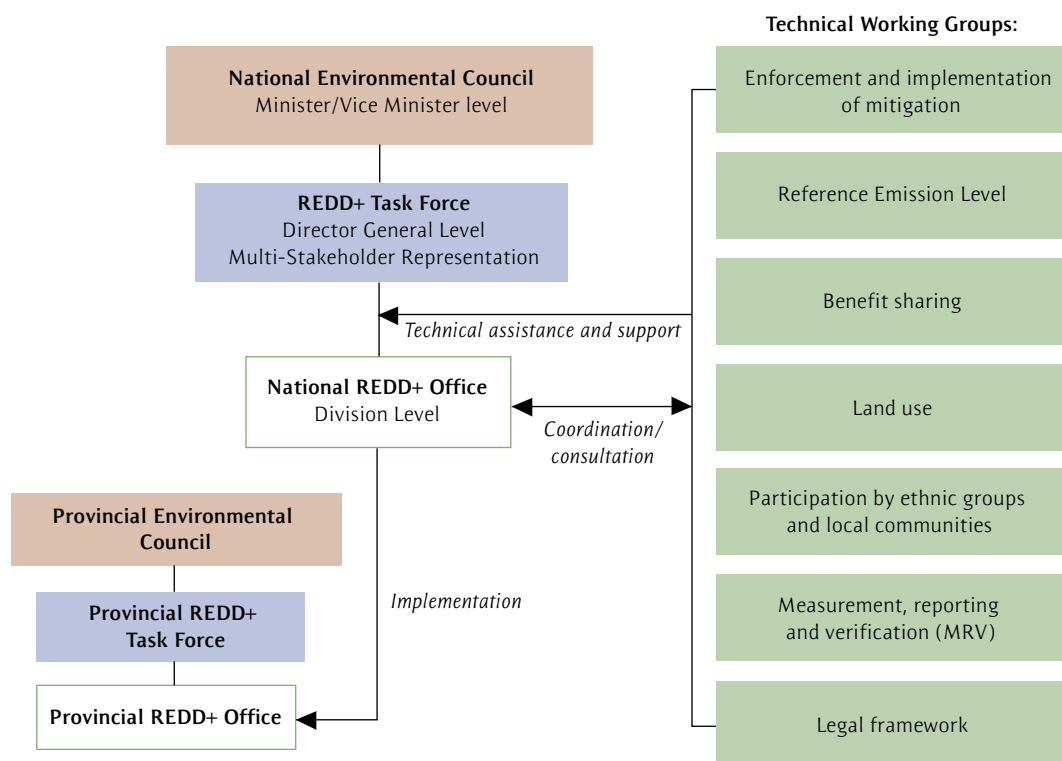 Technical Working Groups:
National Environmental Council
Minister/Vice Minister level
REDD+ Task Force
Director General Level
Multi-Stakeholder Representation
Technical assistance and support
National REDD+ Office
Division Level
Coordination/
consultation
Provincial Environmental
Council
Provincial REDD+
Task Force
Provincial REDD+ Office
Implementation
Enforcement and implementation
of mitigation
Reference Emission Level
Benefit sharing
Land use
Participation by ethnic groups
and local communities
Measurement, reporting
and verification (MRV)
Legal framework